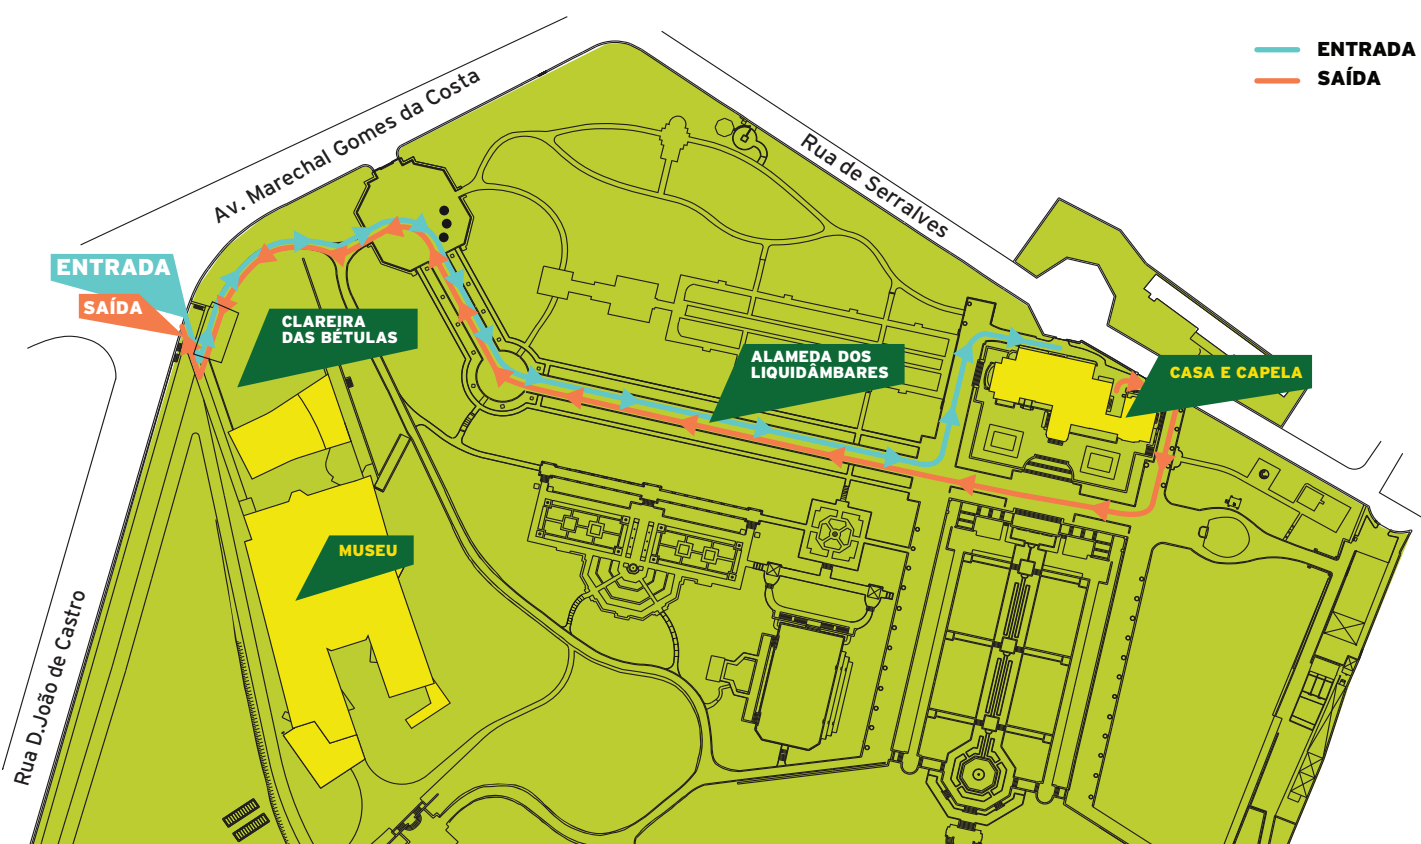 ENTRADA
SAÍDA
Av. Marechal Gomes da Costa
Rua de Serralves
ENTRADA
SAÍDA
CLAREIRA
DAS BÉTULAS
ALAMEDA DOS
LIQUIDÂMBARES
CASA E CAPELA
MUSEU
Rua D.João de Castro